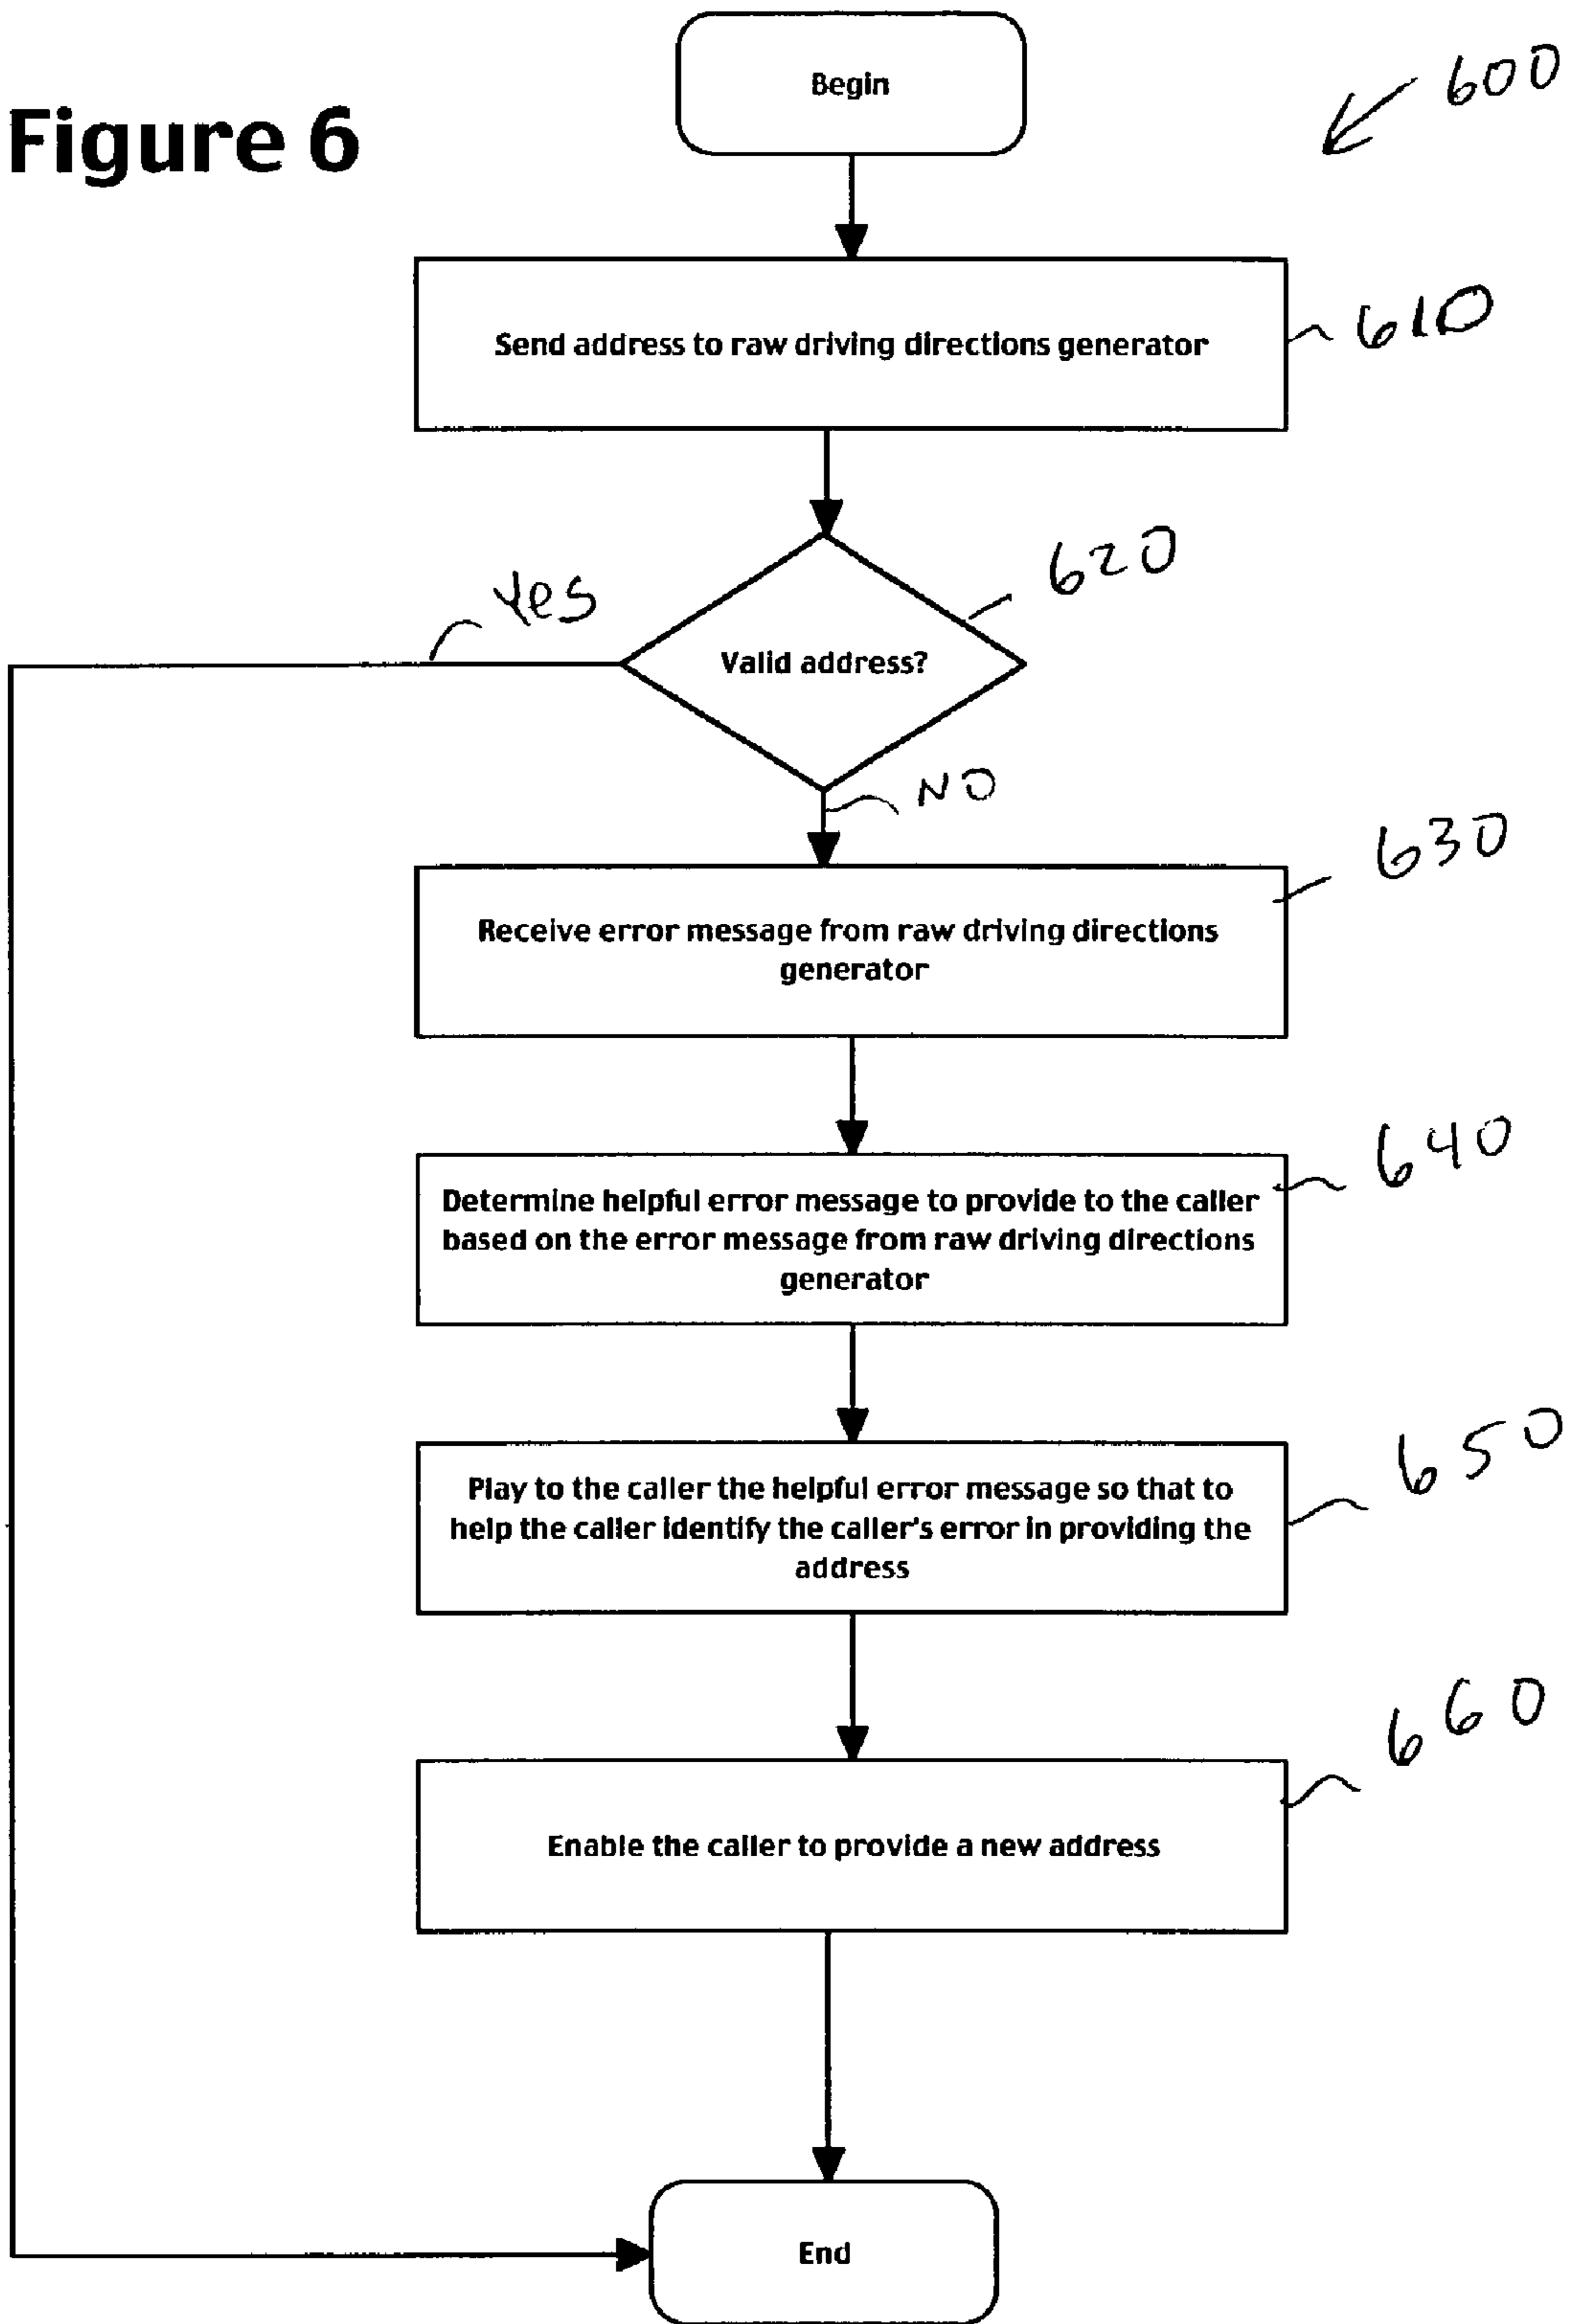 Begin
600
Figure 6
Send address to raw driving directions generator
610
620
Yes
Valid address?
NO
630
Receive error message from raw driving directions
generator
640
Determine helpful error message to provide to the caller
based on the error message from raw driving directions
generator
650
Play to the caller the helpful error message so that to
help the caller identify the caller's error in providing the
address
660
Enable the caller to provide a new address
End